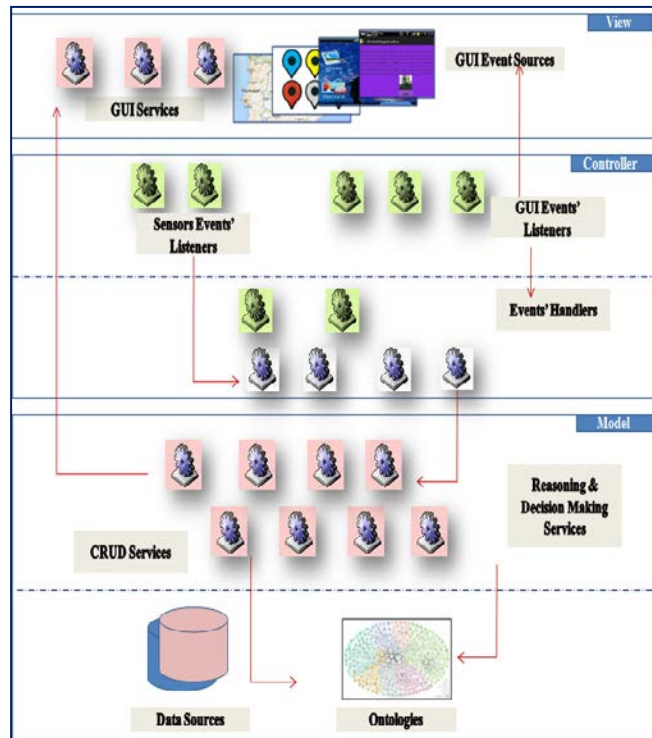 View
GUI Event Sources
GUI Services
Portugal
Controller
Sensors Events'
Listeners
GUI Events'
Listeners
Events' Handlers
Model
Reasoning &
Decision Making
Services
CRUD Services
Data Sources
Ontologies